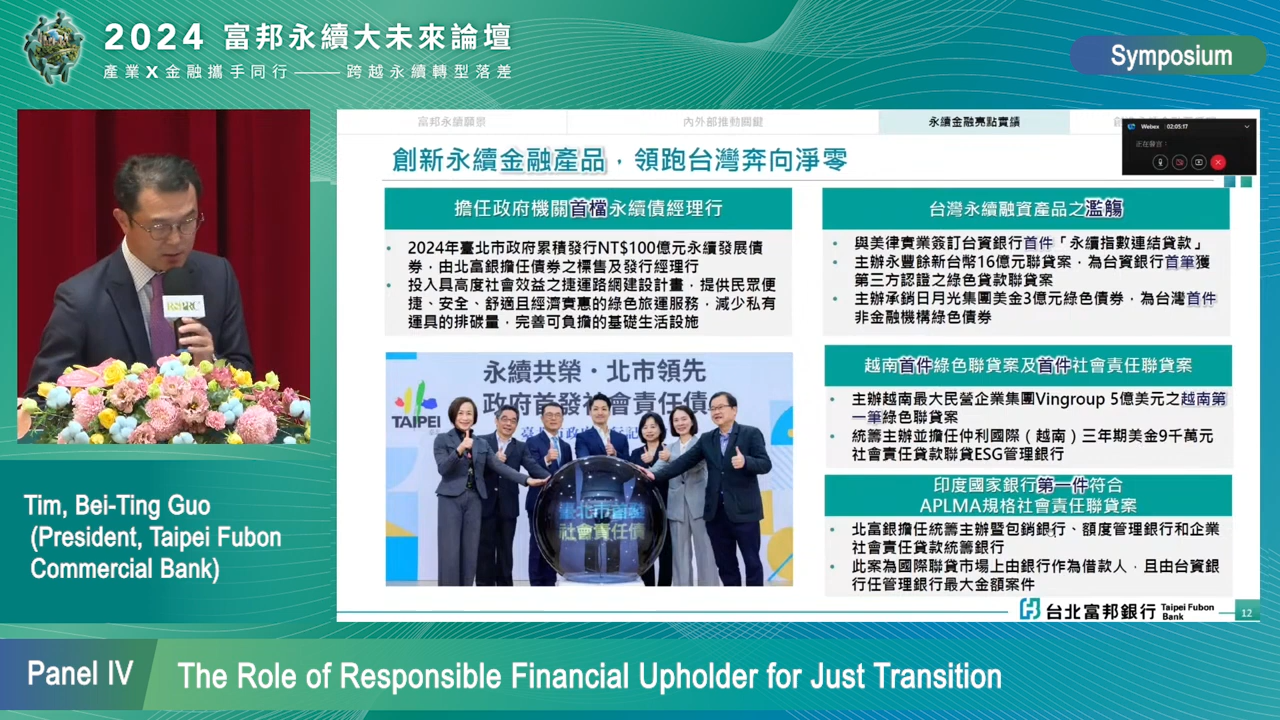 2024 富邦永續大未來論壇
產業X金融攜手同行——跨越永續轉型落差
Symposium
富邦永續願景
內外部推動關鍵
永續金融亮點實績
Webex 02:05:17
正在發言：
創新永續金融產品，領跑台灣奔向淨零
擔任政府機關首檔永續債經理行
• 2024年臺北市政府累積發行NT$100億元永續發展債
券，由北富銀擔任債券之標售及發行經理行
• 投入具高度社會效益之捷運路網建設計畫，提供民眾便
捷、安全、舒適且經濟實惠的綠色旅運服務，減少私有
運具的排碳量，完善可負擔的基礎生活設施
永續共榮・北市領先
政府首發社會責任債
TAIPEI
臺北市首檔
社會責任債
台灣永續融資產品之濫觴
• 與美律實業簽訂台資銀行首件「永續指數連結貸款」
• 主辦永豐餘新台幣16億元聯貸案，為台資銀行首筆獲
第三方認證之綠色貸款聯貸案
• 主辦承銷日月光集團美金3億元綠色債券，為台灣首件
非金融機構綠色債券
越南首件綠色聯貸案及首件社會責任聯貸案
• 主辦越南最大民營企業集團Vingroup 5億美元之越南第
一筆綠色聯貸案
• 統籌主辦並擔任仲利國際（越南）三年期美金9千萬元
社會責任貸款聯貸ESG管理銀行
印度國家銀行第一件符合
APLMA規格社會責任聯貸案
• 北富銀擔任統籌主辦暨包銷銀行、額度管理銀行和企業
社會責任貸款統籌銀行
• 此案為國際聯貸市場上由銀行作為借款人，且由台資銀
行任管理銀行最大金額案件
台北富邦銀行 Taipei Fubon
Bank
12
Tim, Bei-Ting Guo
(President, Taipei Fubon
Commercial Bank)
Panel IV
The Role of Responsible Financial Upholder for Just Transition